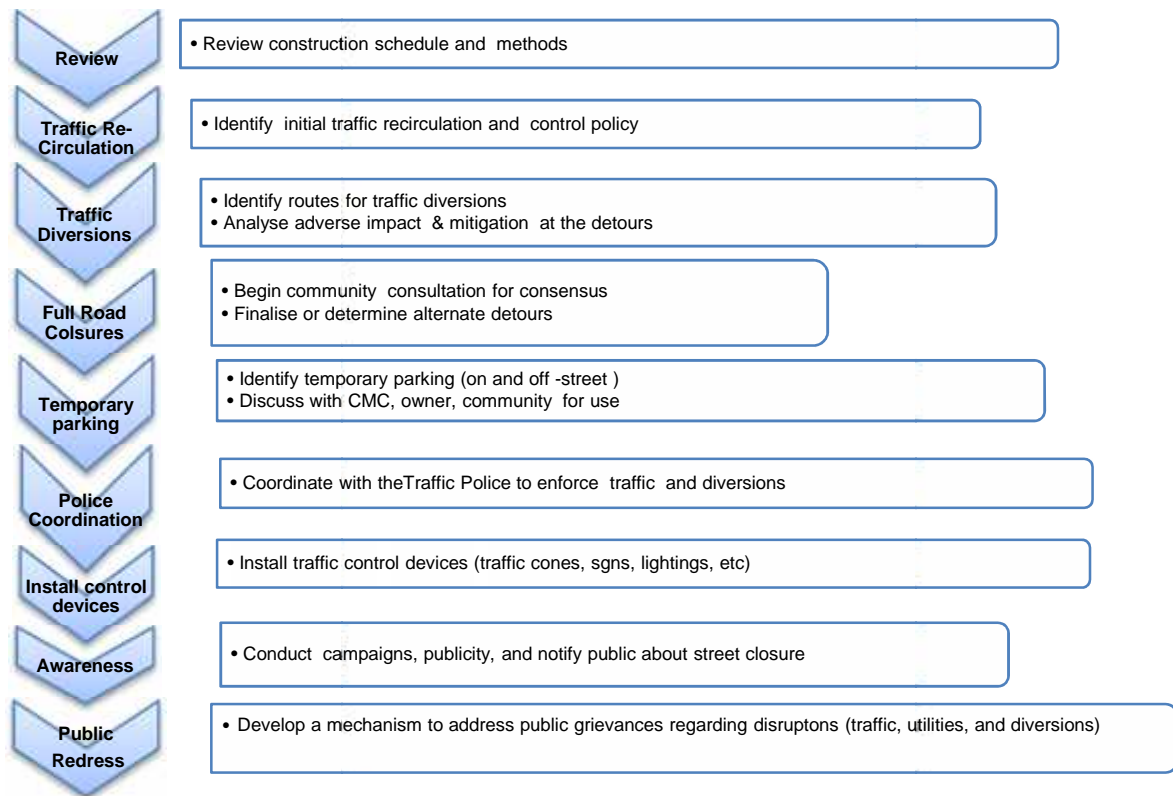 Review
• Review construction schedule and methods
Traffic Re-
Circulation
• Identify initial traffic recirculation and control policy
Traffic
Diversions
• Identify routes for traffic diversions
• Analyse adverse impact & mitigation at the detours
Full Road
Colsures
• Begin community consultation for consensus
• Finalise or determine alternate detours
Temporary
parking
• Identify temporary parking (on and off -street )
• Discuss with CMC, owner, community for use
Police
Coordination
• Coordinate with theTraffic Police to enforce traffic and diversions
Install control
devices
• Install traffic control devices (traffic cones, sgns, lightings, etc)
Awareness
• Conduct campaigns, publicity, and notify public about street closure
Public
Redress
• Develop a mechanism to address public grievances regarding disruptons (traffic, utilities, and diversions)